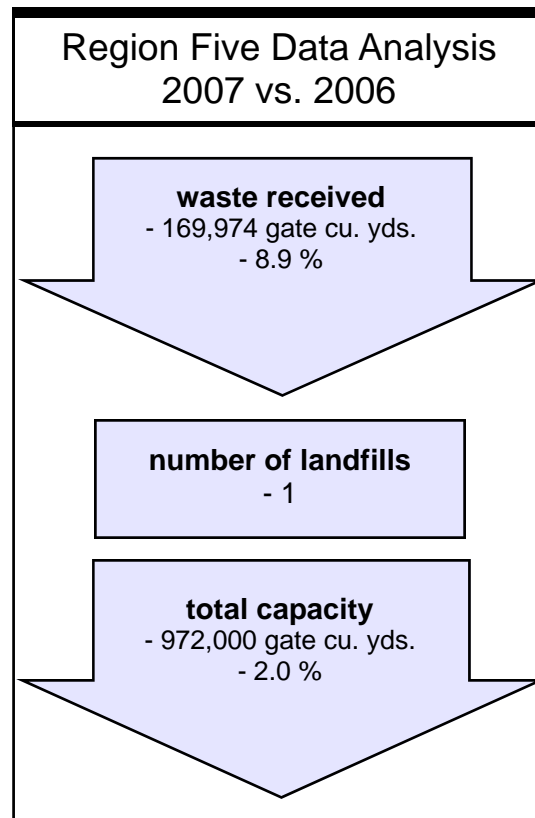 Region Five Data Analysis
2007 vs. 2006
waste received
- 169,974 gate cu. yds.
- 8.9 %
number of landfills
- 1
total capacity
- 972,000 gate cu. yds.
- 2.0 %